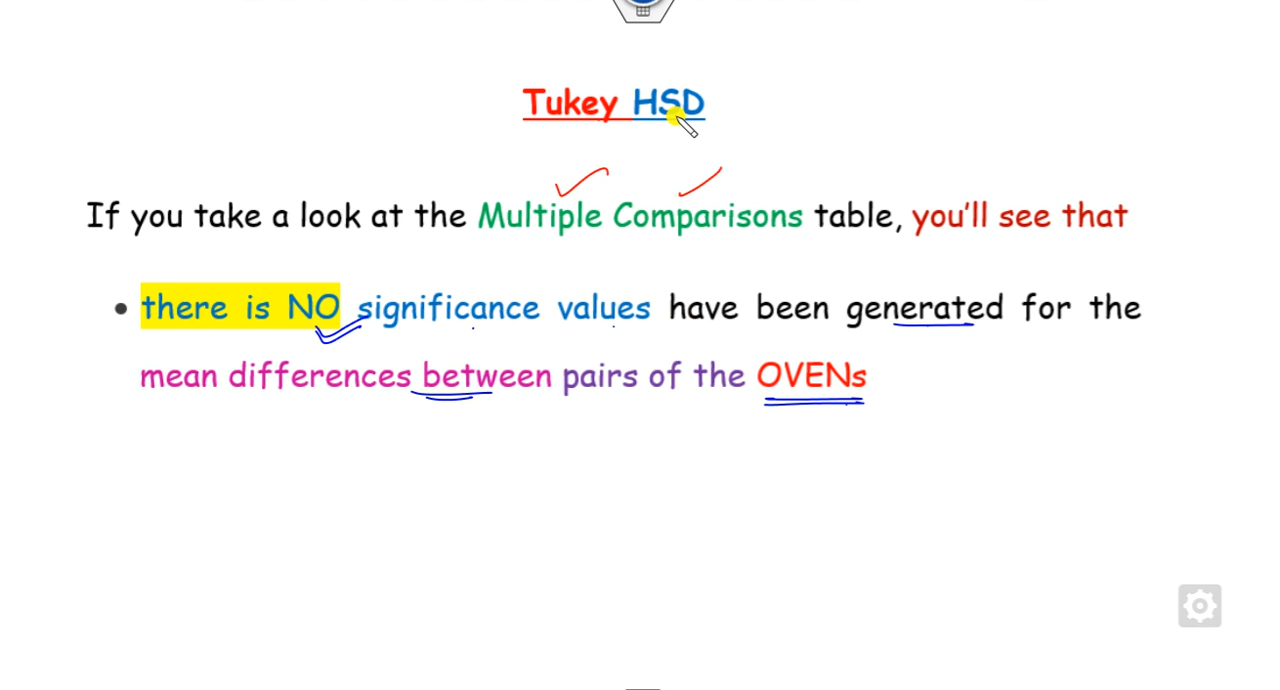 Tukey HSD
If you take a look at the Multiple Comparisons table, you'll see that
• there is NO significance values have been generated for the
mean differences between pairs of the OVENs